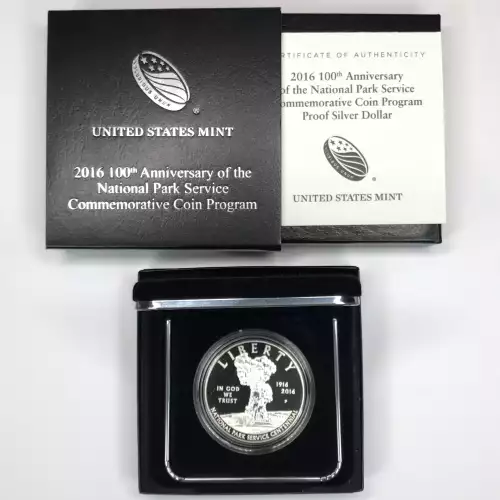 UNITED STATES MINT
2016 100th Anniversary of the
National Park Service
Commemorative Coin Program
CERTIFICATE OF AUTHENTICITY
2016 100th Anniversary
of the National Park Service
Commemorative Coin Program
Proof Silver Dollar
UNITED STATES MINT
LIBERTY
IN GOD
WE
TRUST
1916
2016
P
NATIONAL PARK SERVICE CENTENNIAL